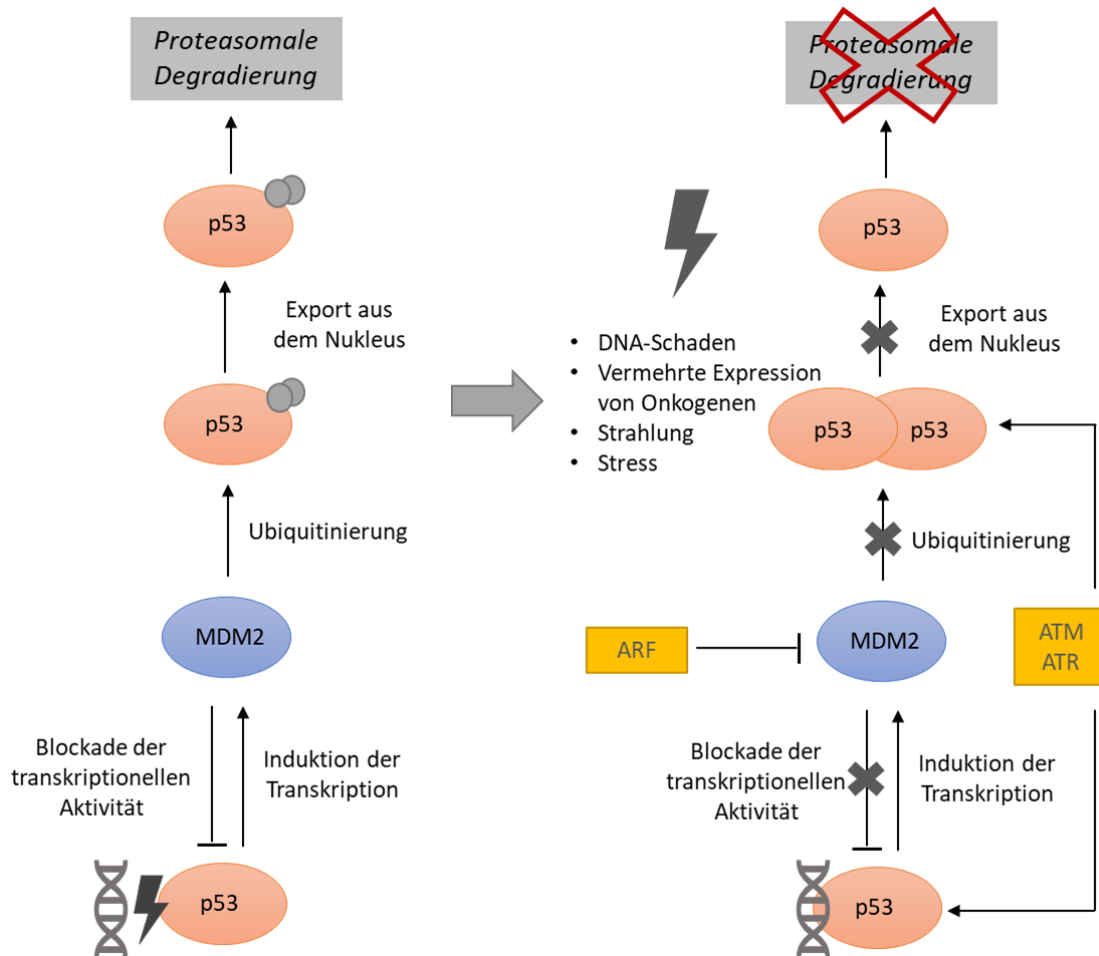 Proteasomale
Degradierung
p53
Export aus
dem Nukleus
p53
Ubiquitinierung
MDM2
Blockade der
transkriptionellen
Aktivität
Induktion der
Transkription
p53
Proteasomale
Degradierung
p53
• DNA-Schaden
• Vermehrte Expression
von Onkogenen
• Strahlung
• Stress
Export aus
dem Nukleus
p53
p53
Ubiquitinierung
ARF
MDM2
ATM
ATR
Blockade der
transkriptionellen
Aktivität
Induktion der
Transkription
p53